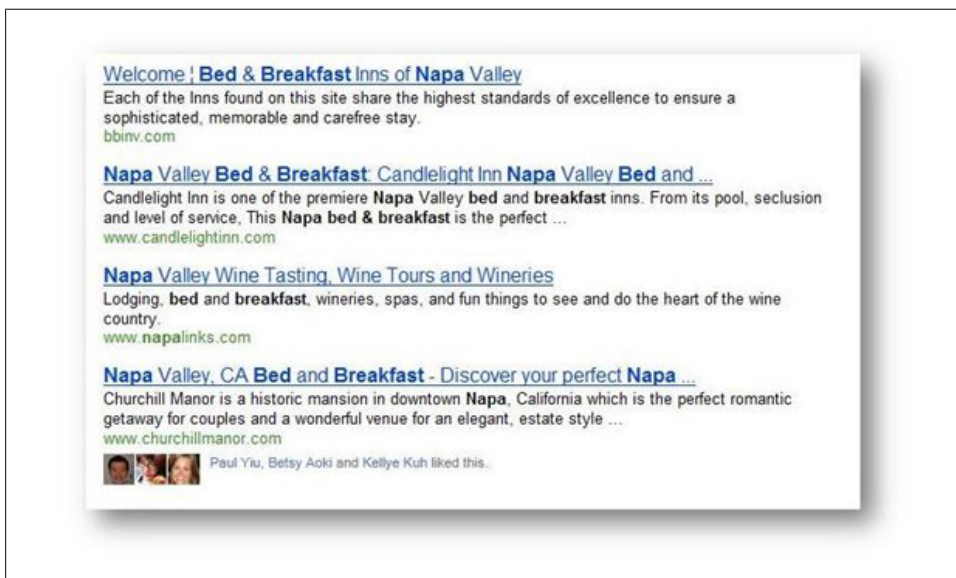 Welcome ¦ Bed & Breakfast Inns of Napa Valley
Each of the Inns found on this site share the highest standards of excellence to ensure a
sophisticated, memorable and carefree stay.
bbinv.com
Napa Valley Bed & Breakfast: Candlelight Inn Napa Valley Bed and ...
Candlelight Inn is one of the premiere Napa Valley bed and breakfast inns. From its pool, seclusion
and level of service, This Napa bed & breakfast is the perfect ...
www.candlelightinn.com
Napa Valley Wine Tasting, Wine Tours and Wineries
Lodging, bed and breakfast, wineries, spas, and fun things to see and do the heart of the wine
country.
www.napalinks.com
Napa Valley, CA Bed and Breakfast - Discover your perfect Napa ...
Churchill Manor is a historic mansion in downtown Napa, California which is the perfect romantic
getaway for couples and a wonderful venue for an elegant, estate style ...
www.churchillmanor.com
Paul Yiu, Betsy Aoki and Kellye Kuh liked this.